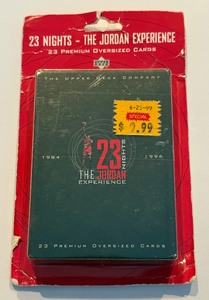 23 NIGHTS - THE JORDAN EXPERIENCE
23 PREMIUM OVERSIZED CARDS
THE UPPER DECK COMPANY
6-23-99
SPECIAL
$ 9.99
1984
1996
23
NIGHTS
THE JORDAN
EXPERIENCE
23 PREMIUM OVERSIZED CARDS